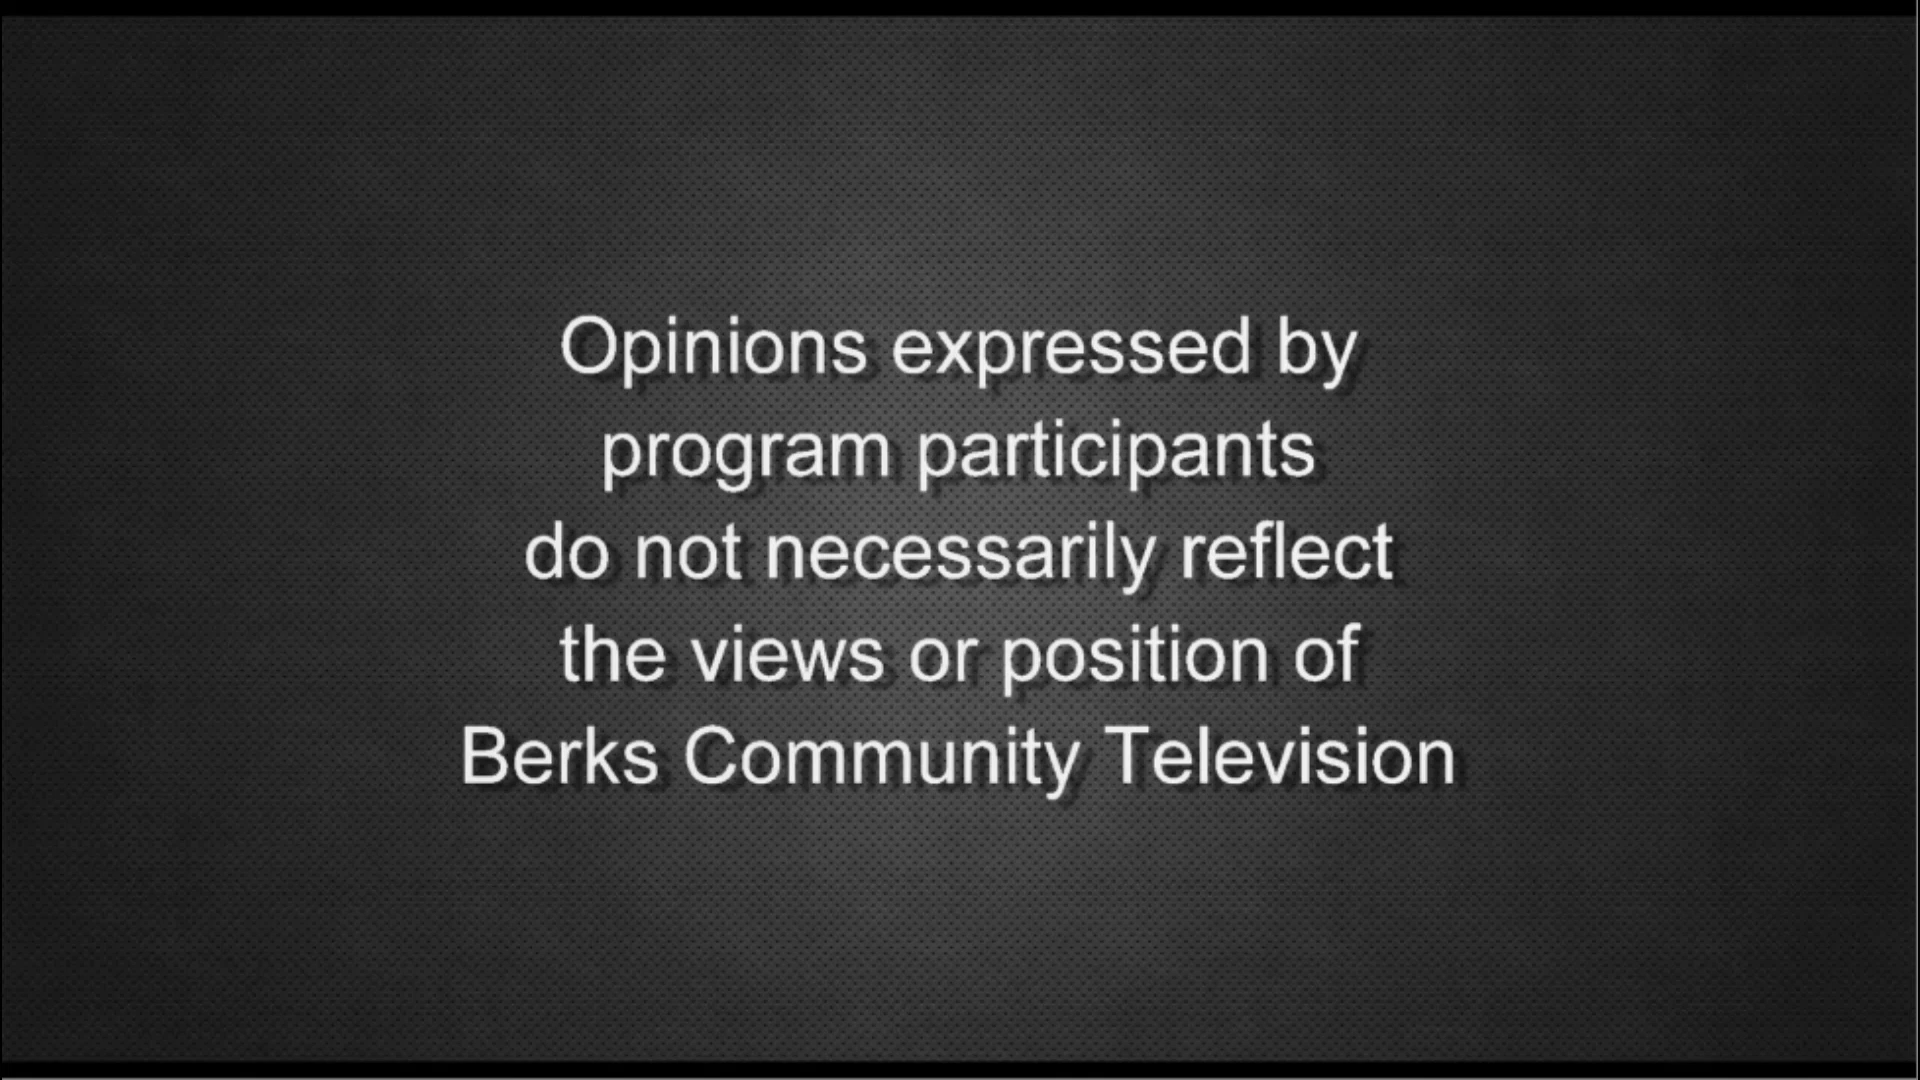 Opinions expressed by
program participants
do not necessarily reflect
the views or position of
Berks Community Television